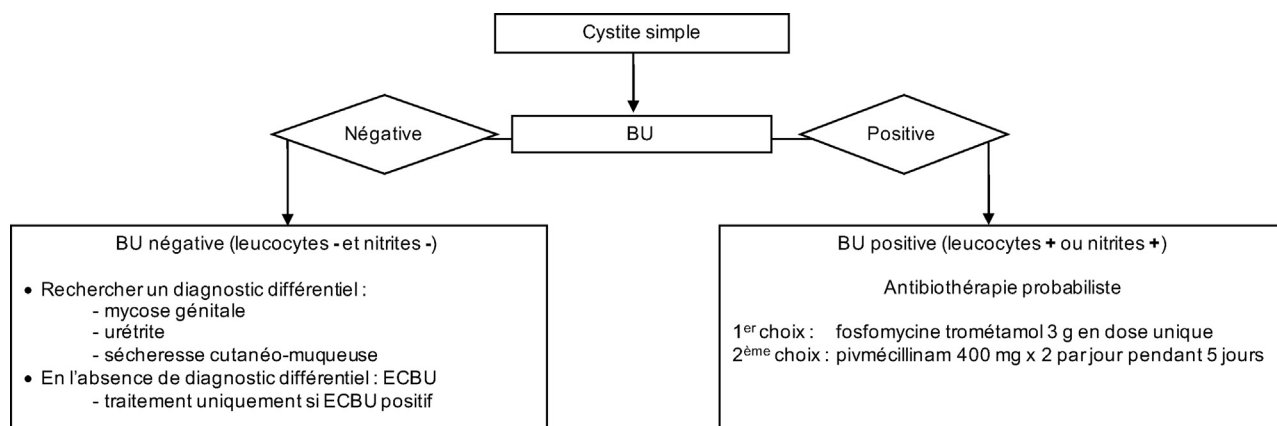 Cystite simple
Négative
BU
Positive
BU négative (leucocytes - et nitrites -)
• Rechercher un diagnostic différentiel :
- mycose génitale
- urétrite
- sécheresse cutanéo-muqueuse
• En l'absence de diagnostic différentiel : ECBU
- traitement uniquement si ECBU positif
BU positive (leucocytes + ou nitrites +)
Antibiothérapie probabiliste
1er choix : fosfomycine trométamol 3 g en dose unique
2ème choix : pivmécillinam 400 mg x 2 par jour pendant 5 jours